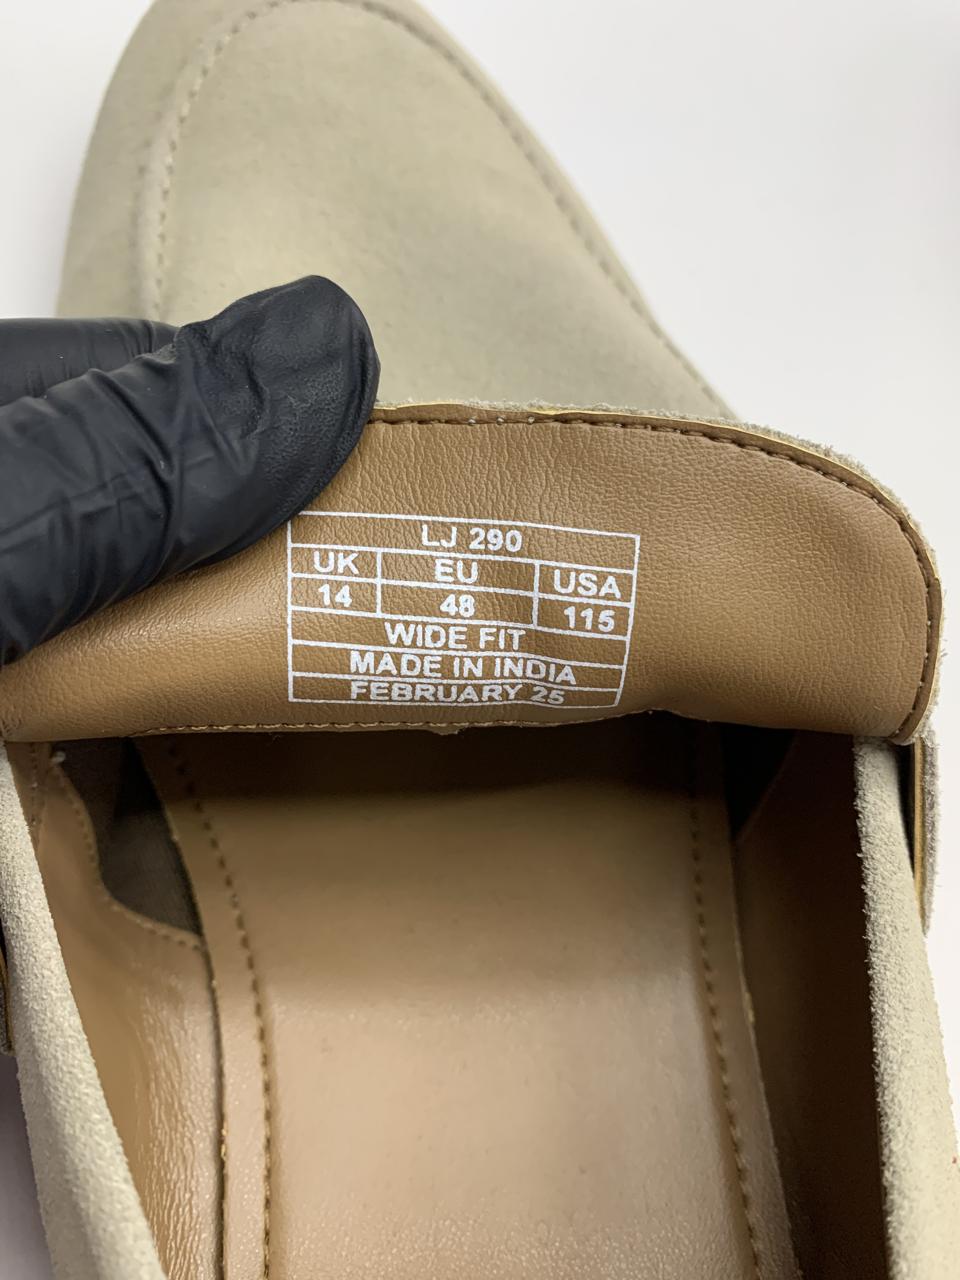 LJ 290
UK EU USA
14 48 115
WIDE FIT
MADE IN INDIA
FEBRUARY 25